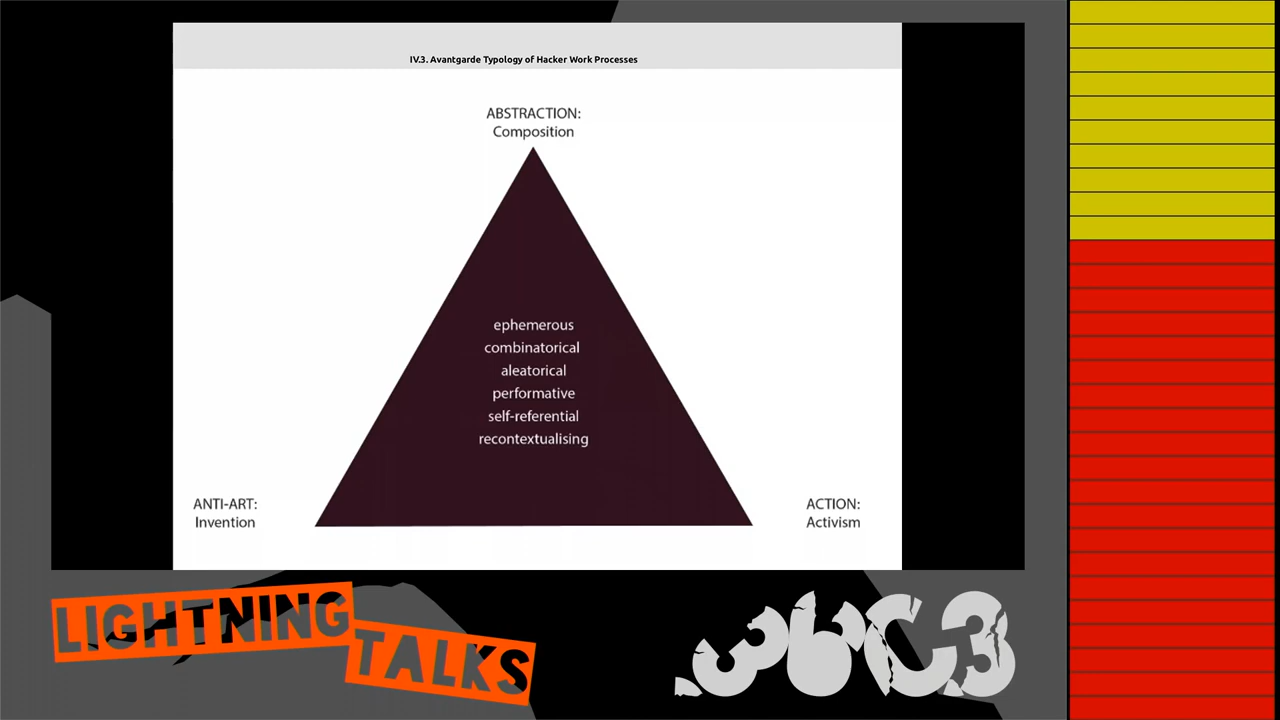 IV.3. Avantgarde Typology of Hacker Work Processes
ABSTRACTION:
Composition
ephemerous
combinatorical
aleatorical
performative
self-referential
recontextualising
ANTI-ART:
Invention
ACTION:
Activism
LIGHTNING
TALKS
.36C3